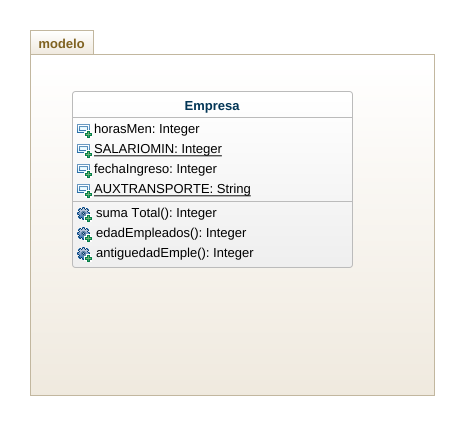 modelo
Empresa
horasMen: Integer
SALARIOMIN: Integer
fechaIngreso: Integer
AUXTRANSPORTE: String
suma Total(): Integer
edadEmpleados(): Integer
antiguedadEmple(): Integer